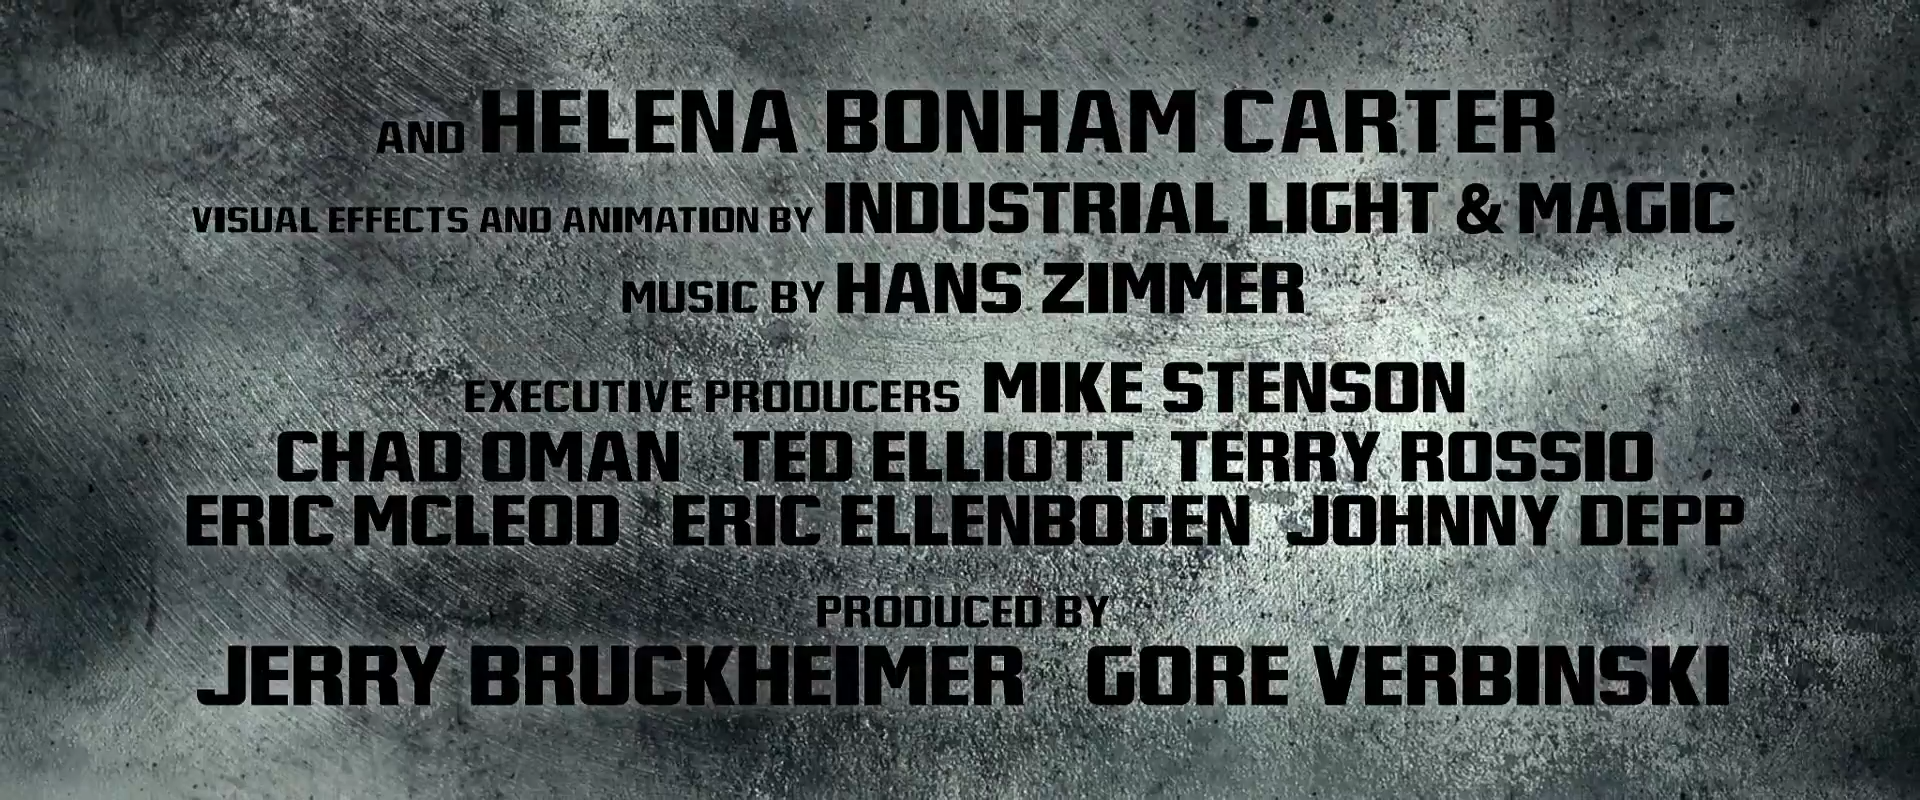 AND HELENA BONHAM CARTER
VISUAL EFFECTS AND ANIMATION BY INDUSTRIAL LIGHT & MAGIC
MUSIC BY HANS ZIMMER
EXECUTIVE PRODUCERS MIKE STENSON
CHAD OMAN TED ELLIOTT TERRY ROSSIO
ERIC MCLEOD ERIC ELLENBOGEN JOHNNY DEPP
PRODUCED BY
JERRY BRUCKHEIMER GORE VERBINSKI